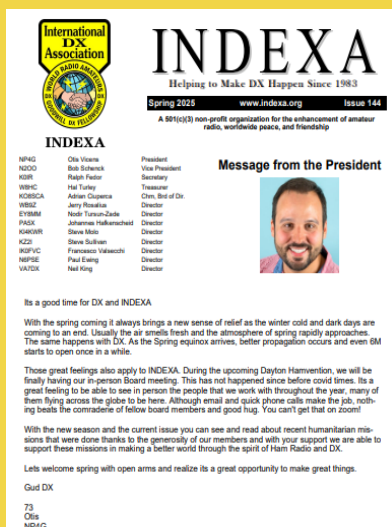 International
DX
Association
WORLD RADIO AMATEURS
GOODWILL DX FELLOWSHIP
INDEXA
INDEXA
Helping to Make DX Happen Since 1983
Spring 2025 www.indexa.org Issue 144
A 501(c)(3) non-profit organization for the enhancement of amateur
radio, worldwide peace, and friendship
NP4G Otis Vicens President
N2OO Bob Schenck Vice President
K0IR Ralph Fedor Secretary
W8HC Hal Turley Treasurer
KO8SCA Adrian Ciuperca Chm, Brd of Dir.
WB9Z Jerry Rosalius Director
EY8MM Nodir Tursun-Zade Director
PA5X Johannes Hafkenscheid Director
KI4KWR Steve Molo Director
KZ2I Steve Sullivan Director
IK0FVC Francesco Valsecchi Director
N6PSE Paul Ewing Director
VA7DX Neil King Director
Message from the President
Its a good time for DX and INDEXA
With the spring coming it always brings a new sense of relief as the winter cold and dark days are
coming to an end. Usually the air smells fresh and the atmosphere of spring rapidly approaches.
The same happens with DX. As the Spring equinox arrives, better propagation occurs and even 6M
starts to open once in a while.
Those great feelings also apply to INDEXA. During the upcoming Dayton Hamvention, we will be
finally having our in-person Board meeting. This has not happened since before covid times. Its a
great feeling to be able to see in person the people that we work with throughout the year, many of
them flying across the globe to be here. Although email and quick phone calls make the job, noth-
ing beats the comraderie of fellow board members and good hug. You can't get that on zoom!
With the new season and the current issue you can see and read about recent humanitarian mis-
sions that were done thanks to the generosity of our members and with your support we are able to
support these missions in making a better world through the spirit of Ham Radio and DX.
Lets welcome spring with open arms and realize its a great opportunity to make great things.
Gud DX
73
Otis
NP4G